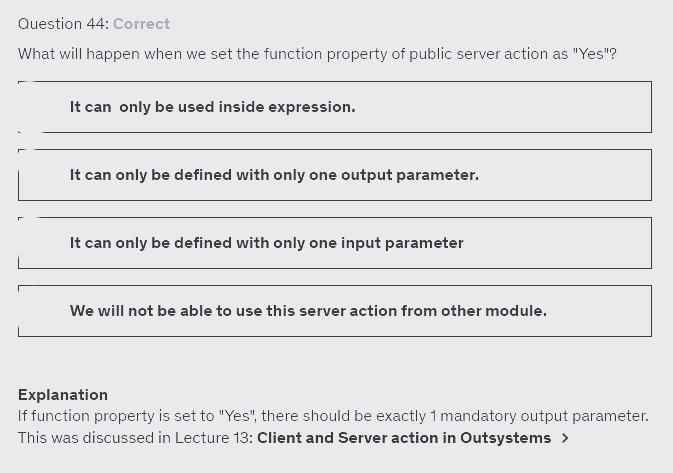 Question 44: Correct
What will happen when we set the function property of public server action as "Yes"?
It can only be used inside expression.
It can only be defined with only one output parameter.
It can only be defined with only one input parameter
We will not be able to use this server action from other module.
Explanation
If function property is set to "Yes", there should be exactly 1 mandatory output parameter.
This was discussed in Lecture 13: Client and Server action in Outsystems >